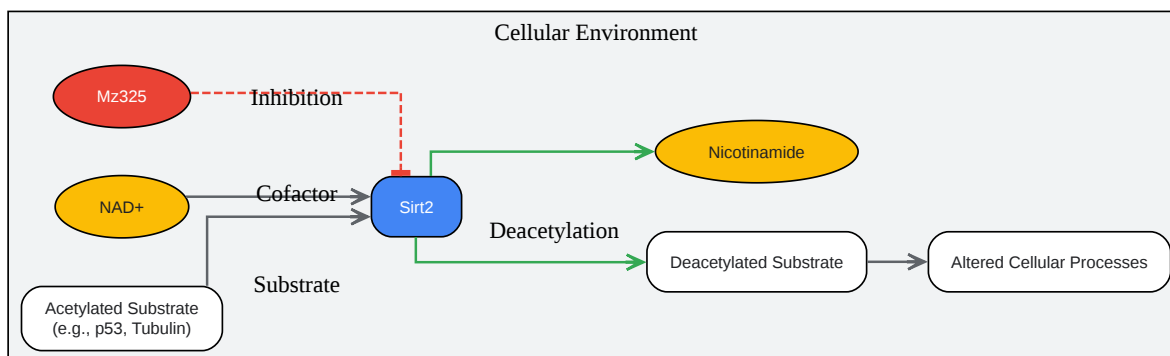 Cellular Environment
Mz325
Inhibition
Nicotinamide
NAD+
Cofactor
Sirt2
Deacetylation
Deacetylated Substrate
Altered Cellular Processes
Substrate
Acetylated Substrate
(e.g., p53, Tubulin)